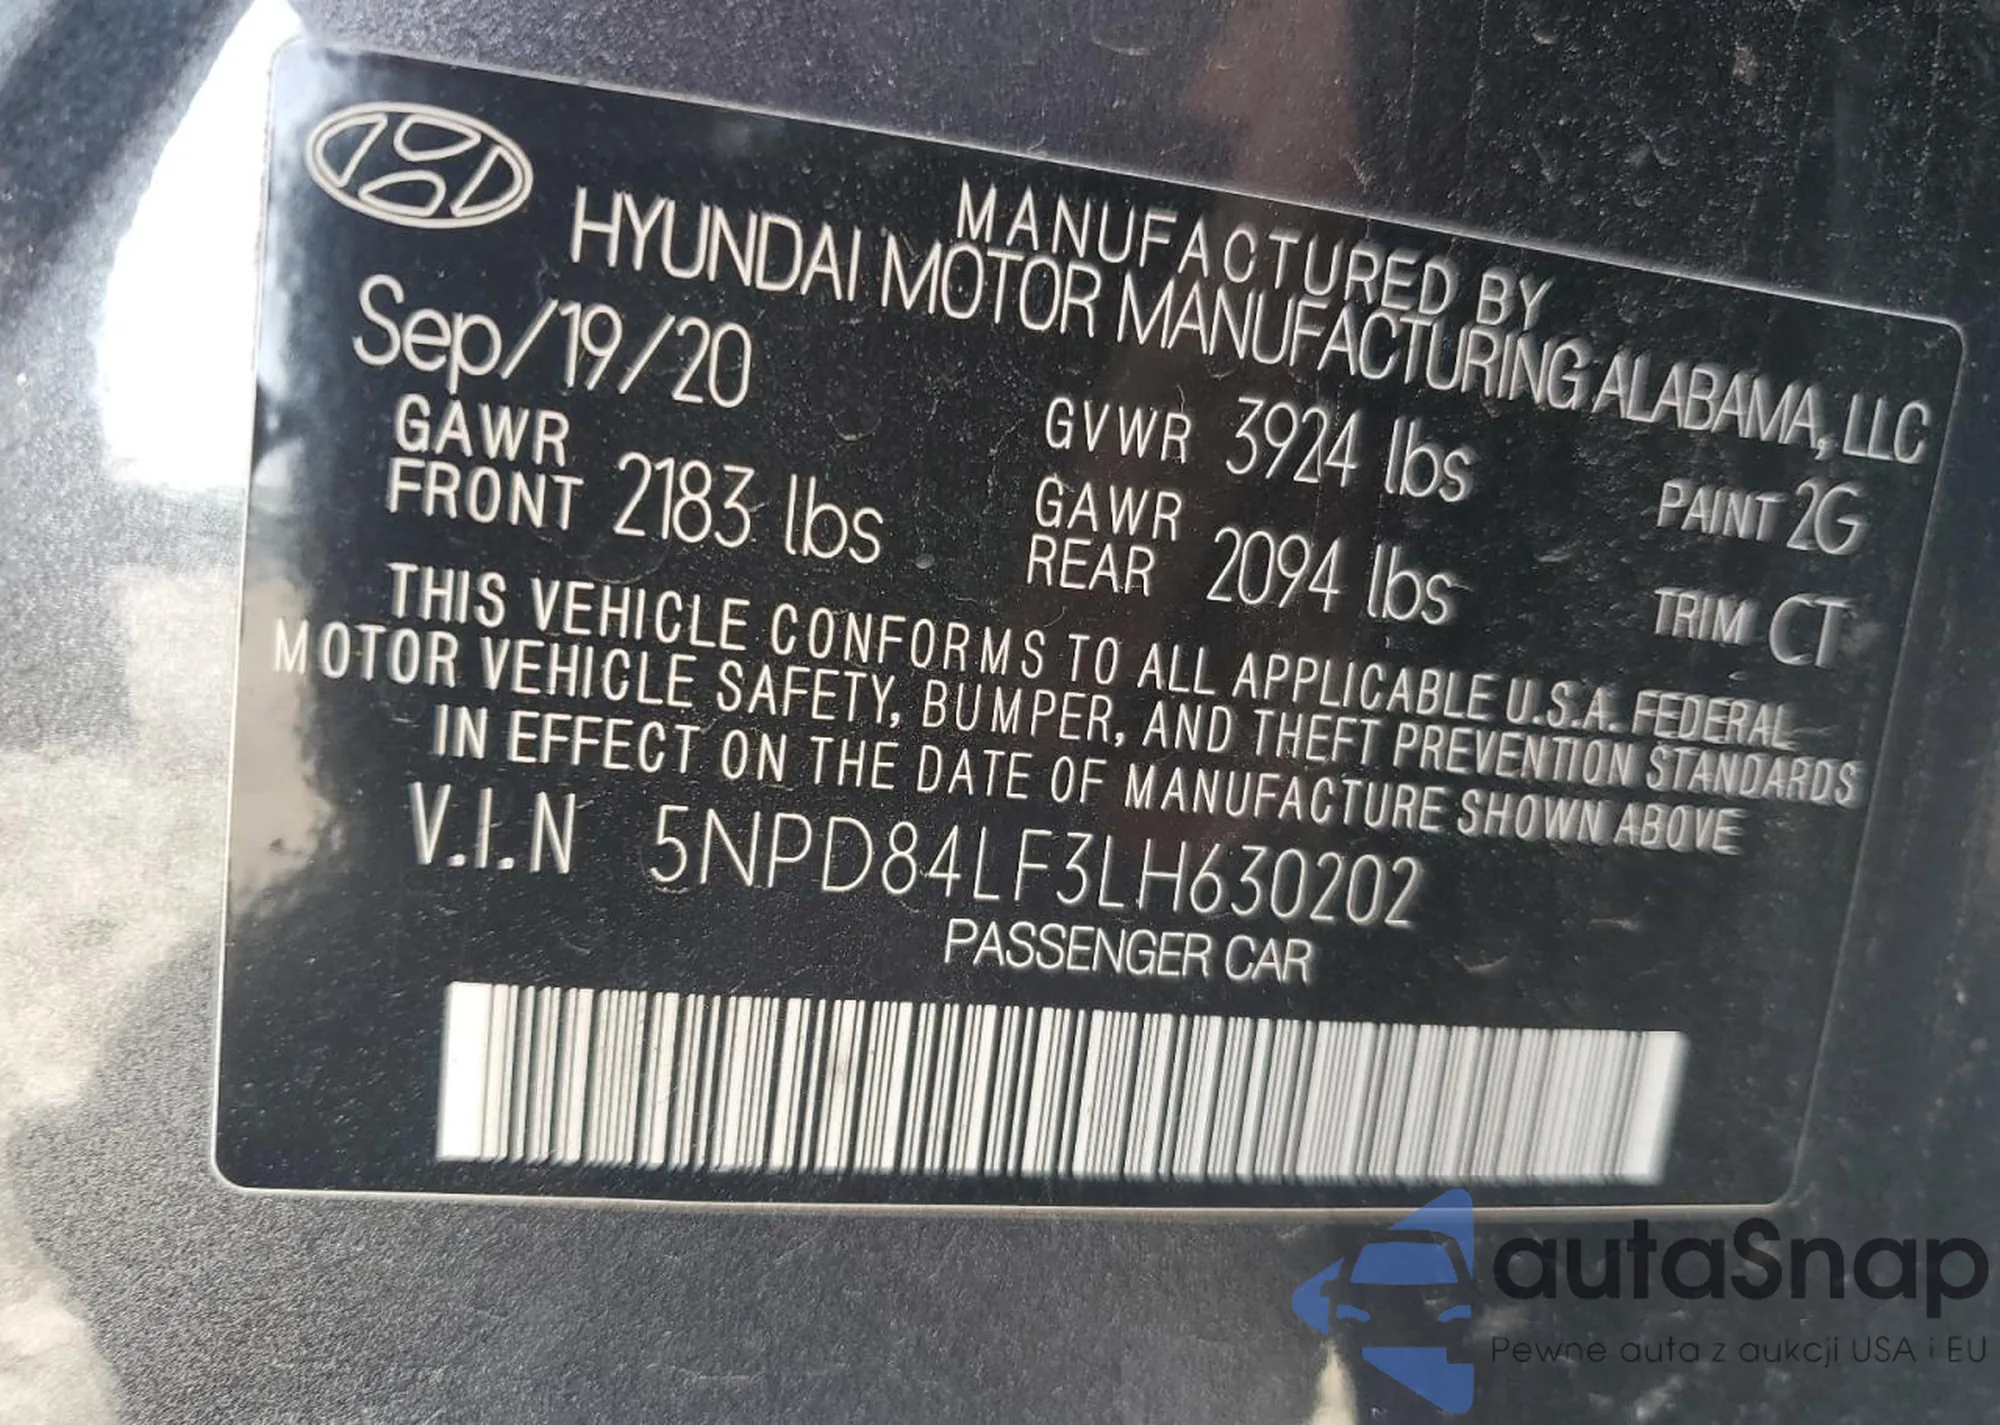 MANUFACTURED BY
HYUNDAI MOTOR MANUFACTURING ALABAMA, LLC
Sep/19/20
GVWR 3924 lbs
PAINT 2G
GAWR
FRONT 2183 lbs
GAWR
REAR 2094 lbs
TRIM CT
THIS VEHICLE CONFORMS TO ALL APPLICABLE U.S.A. FEDERAL
MOTOR VEHICLE SAFETY, BUMPER, AND THEFT PREVENTION STANDARDS
IN EFFECT ON THE DATE OF MANUFACTURE SHOWN ABOVE
V.I.N 5NPD84LF3LH630202
PASSENGER CAR
autaSnap
Pewne auta z aukcji USA i EU